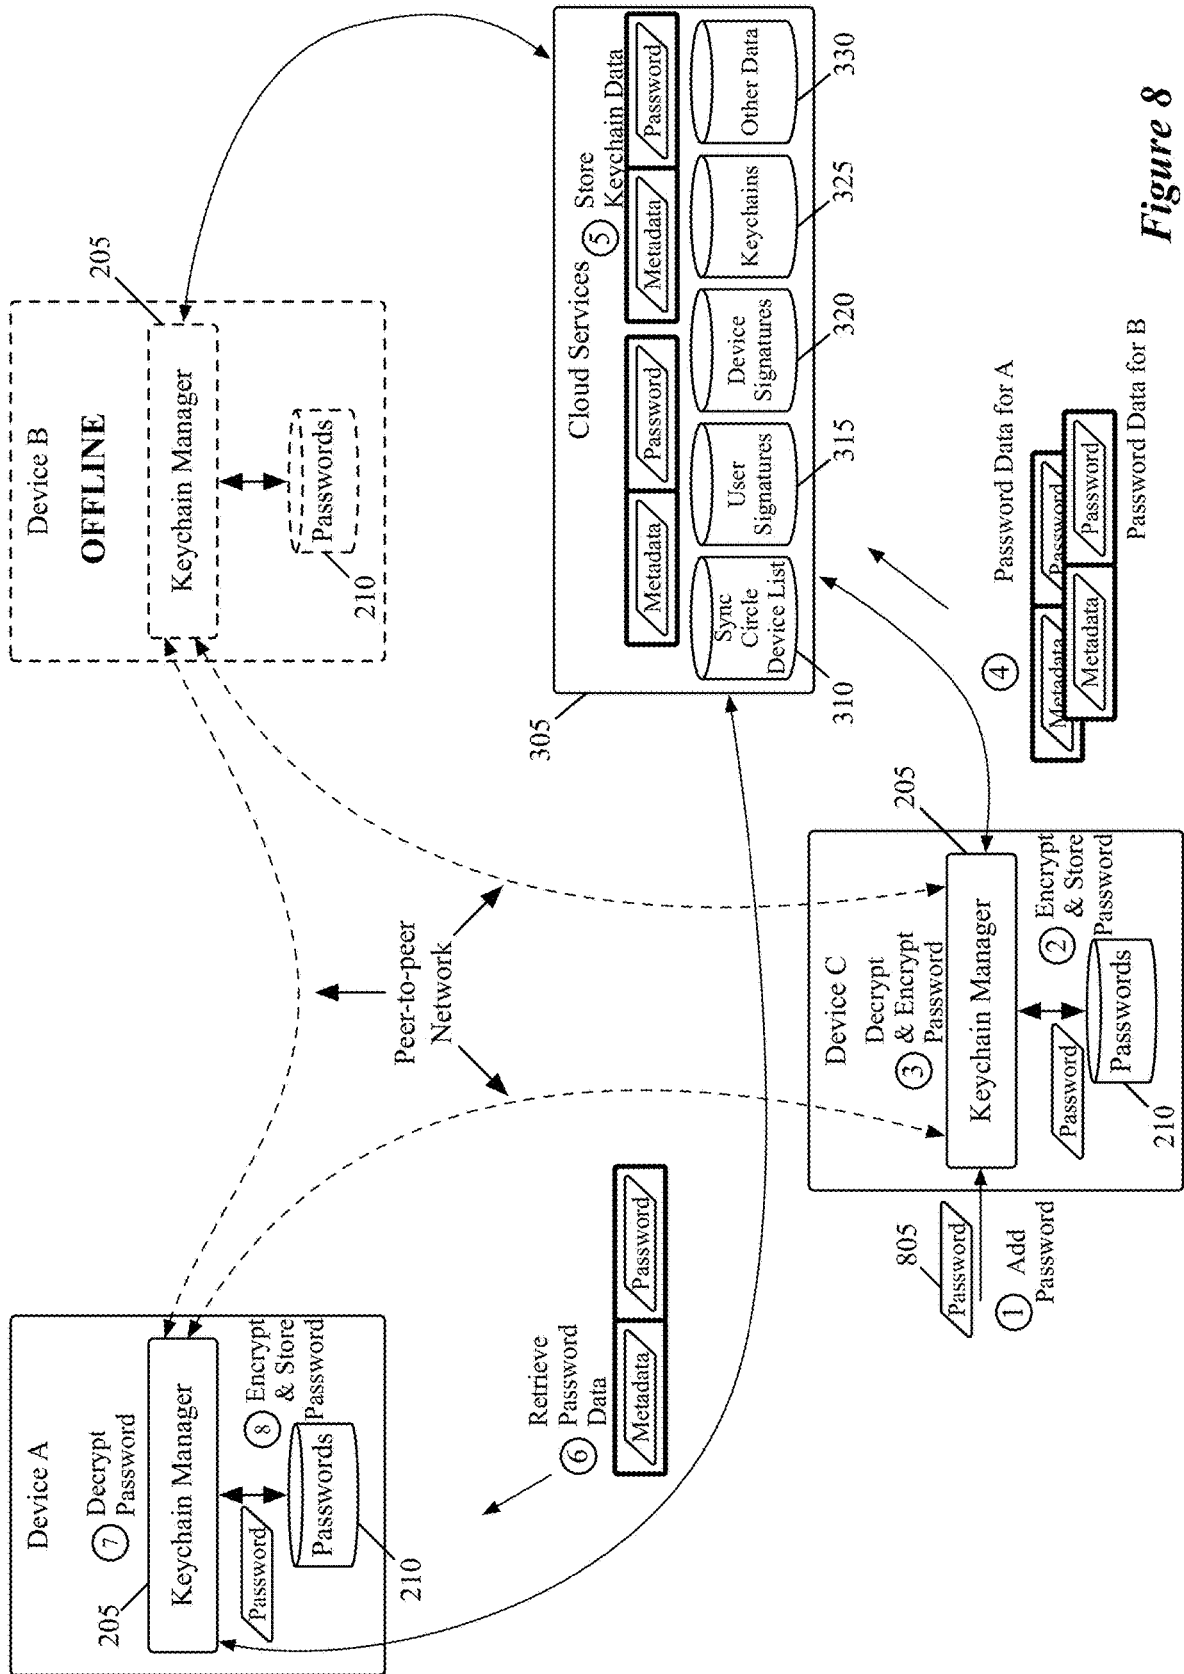 Device A
7
Decrypt
Password
205
Keychain Manager
Password
8
Encrypt
& Store
Password
Passwords
210
Device B
OFFLINE
205
Keychain Manager
Passwords
210
Peer-to-peer
Network
6
Retrieve
Password
Data
Metadata
Password
305
Cloud Services
5
Store
Keychain Data
Metadata
Password
Metadata
Password
Sync
Circle
Device List
User
Signatures
Device
Signatures
Keychains
Other Data
310
315
320
325
330
805
Password
1
Add
Password
Device C
3
Decrypt
& Encrypt
Password
205
Keychain Manager
Password
2
Encrypt
& Store
Password
Passwords
210
4
Password Data for A
Metadata
Password
Metadata
Password
Password Data for B
Figure 8